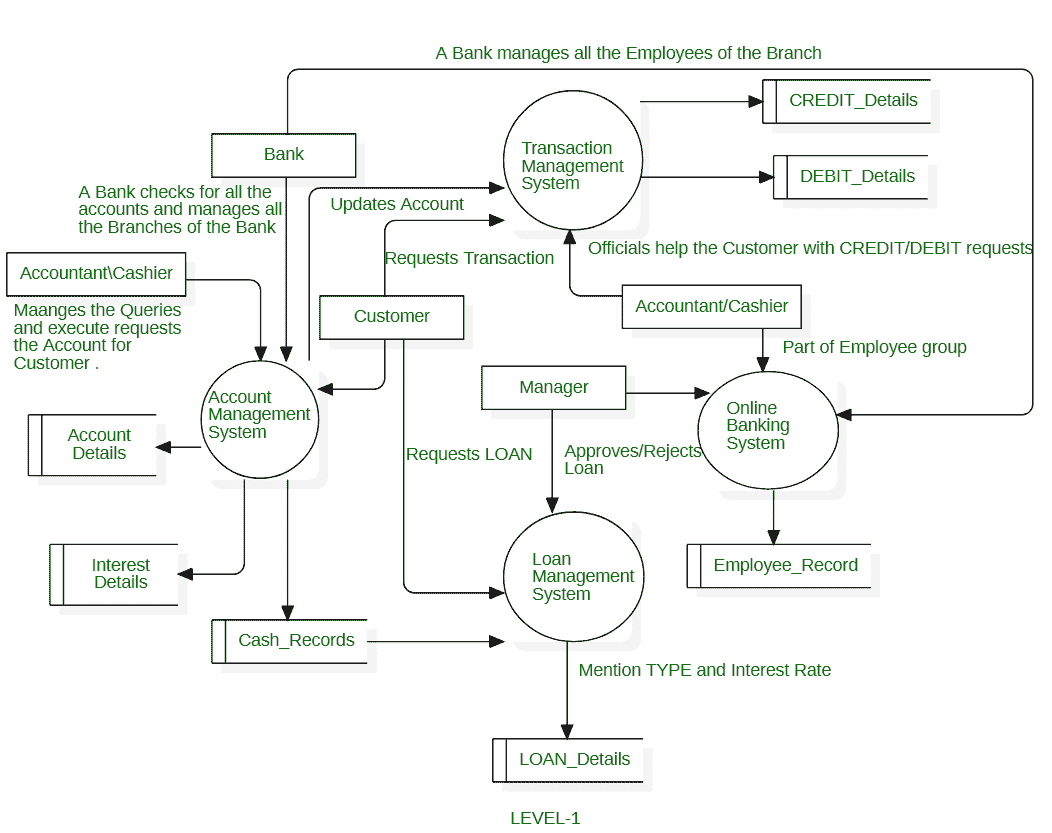 A Bank manages all the Employees of the Branch
CREDIT_Details
Bank
Transaction
Management
System
DEBIT_Details
A Bank checks for all the
accounts and manages all
the Branches of the Bank
Updates Account
Requests Transaction
Officials help the Customer with CREDIT/DEBIT requests
Accountant\Cashier
Maanges the Queries
and execute requests
the Account for
Customer .
Customer
Accountant/Cashier
Part of Employee group
Manager
Account
Management
System
Online
Banking
System
Account
Details
Requests LOAN
Approves/Rejects
Loan
Interest
Details
Loan
Management
System
Employee_Record
Cash_Records
Mention TYPE and Interest Rate
LOAN_Details
LEVEL-1